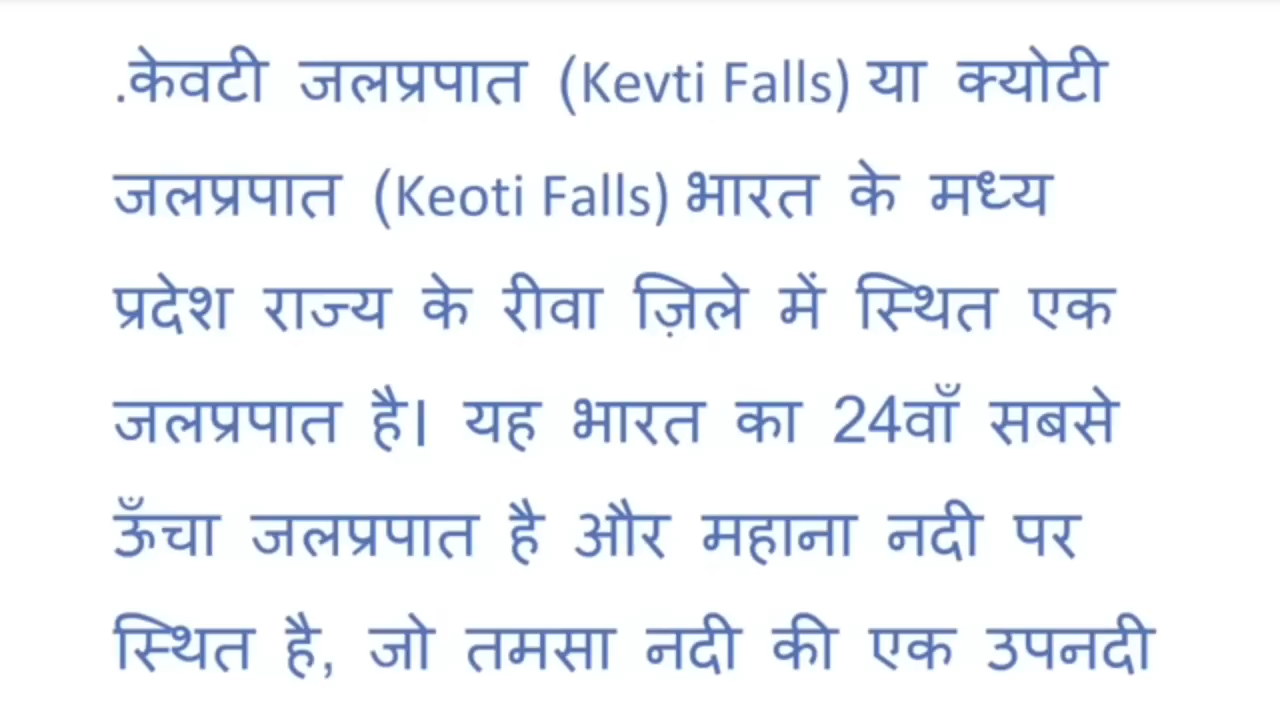 .केवटी जलप्रपात (Kevti Falls) या क्योटी
जलप्रपात (Keoti Falls) भारत के मध्य
प्रदेश राज्य के रीवा ज़िले में स्थित एक
जलप्रपात है। यह भारत का 24वाँ सबसे
ऊँचा जलप्रपात है और महाना नदी पर
स्थित है, जो तमसा नदी की एक उपनदी